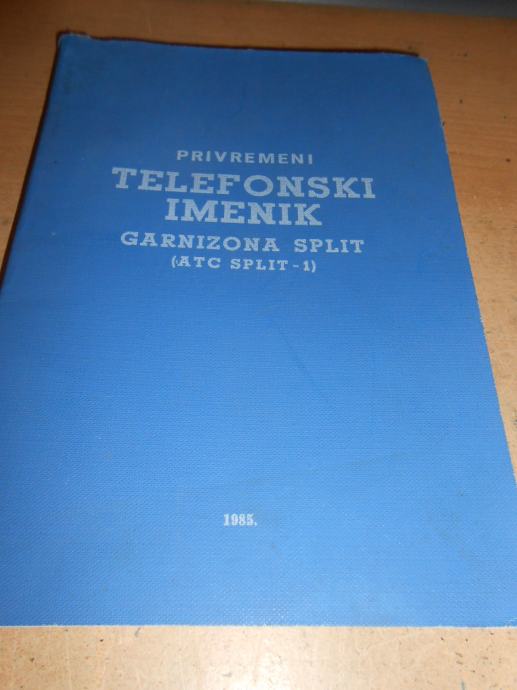 PRIVREMENI
TELEFONSKI
IMENIK
GARNIZONA SPLIT
(ATC SPLIT-1)
1985.